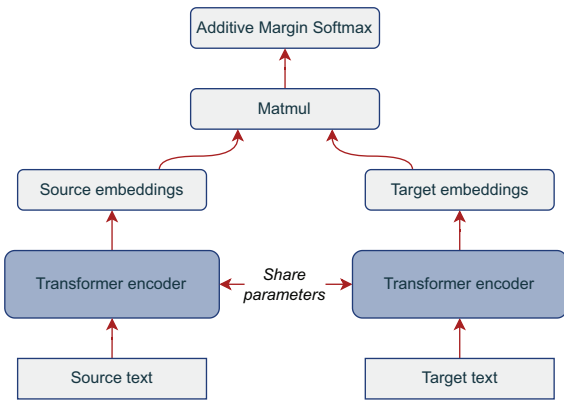 Additive Margin Softmax
Matmul
Source embeddings
Target embeddings
Transformer encoder
Share
parameters
Transformer encoder
Source text
Target text